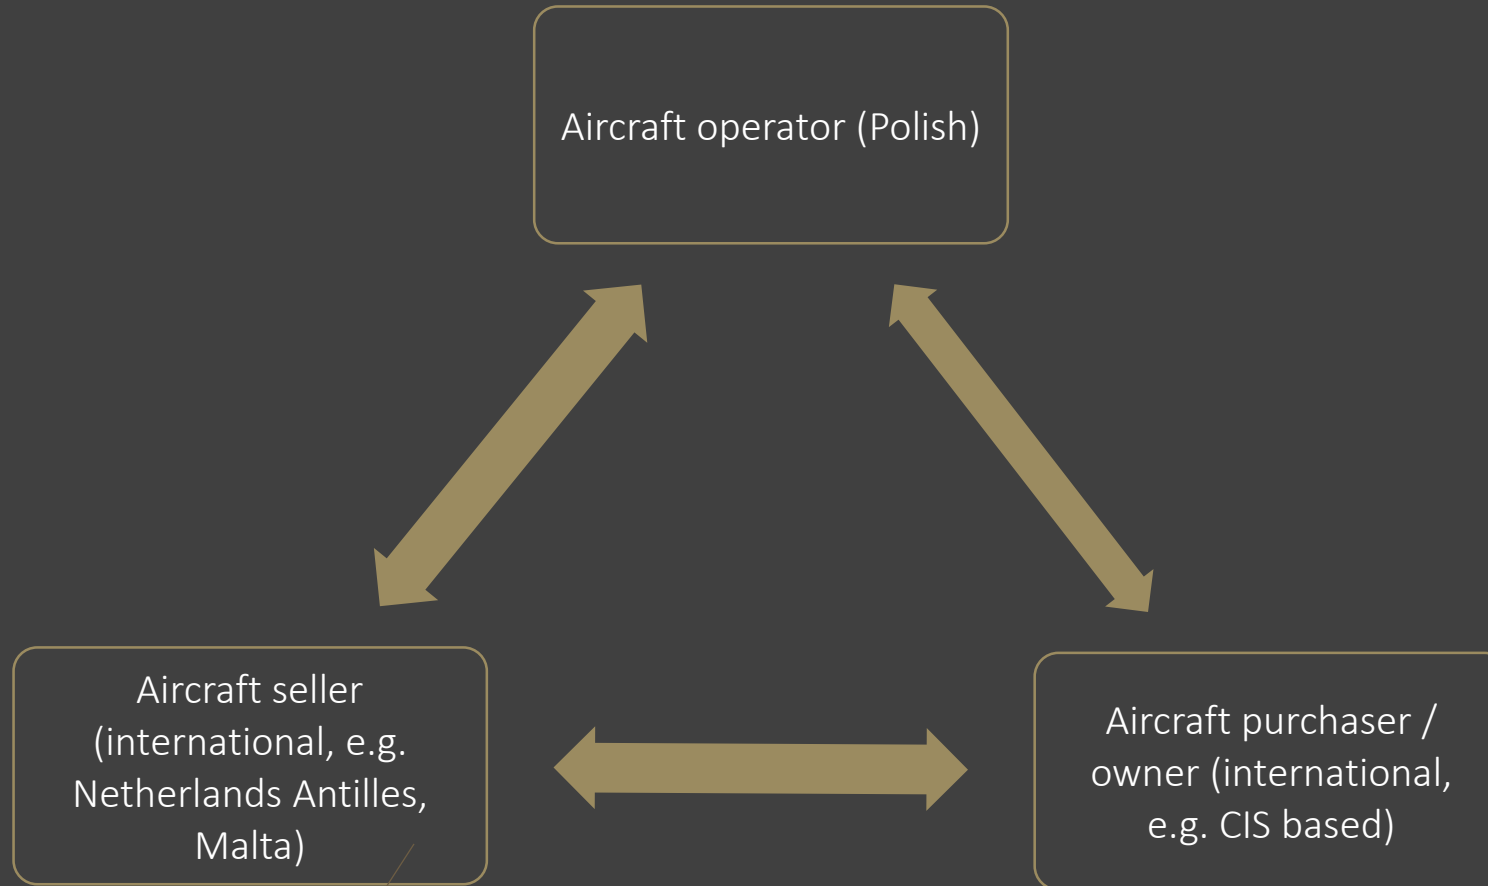 Aircraft operator (Polish)
Aircraft seller
(international, e.g.
Netherlands Antilles,
Malta)
Aircraft purchaser /
owner (international,
e.g. CIS based)